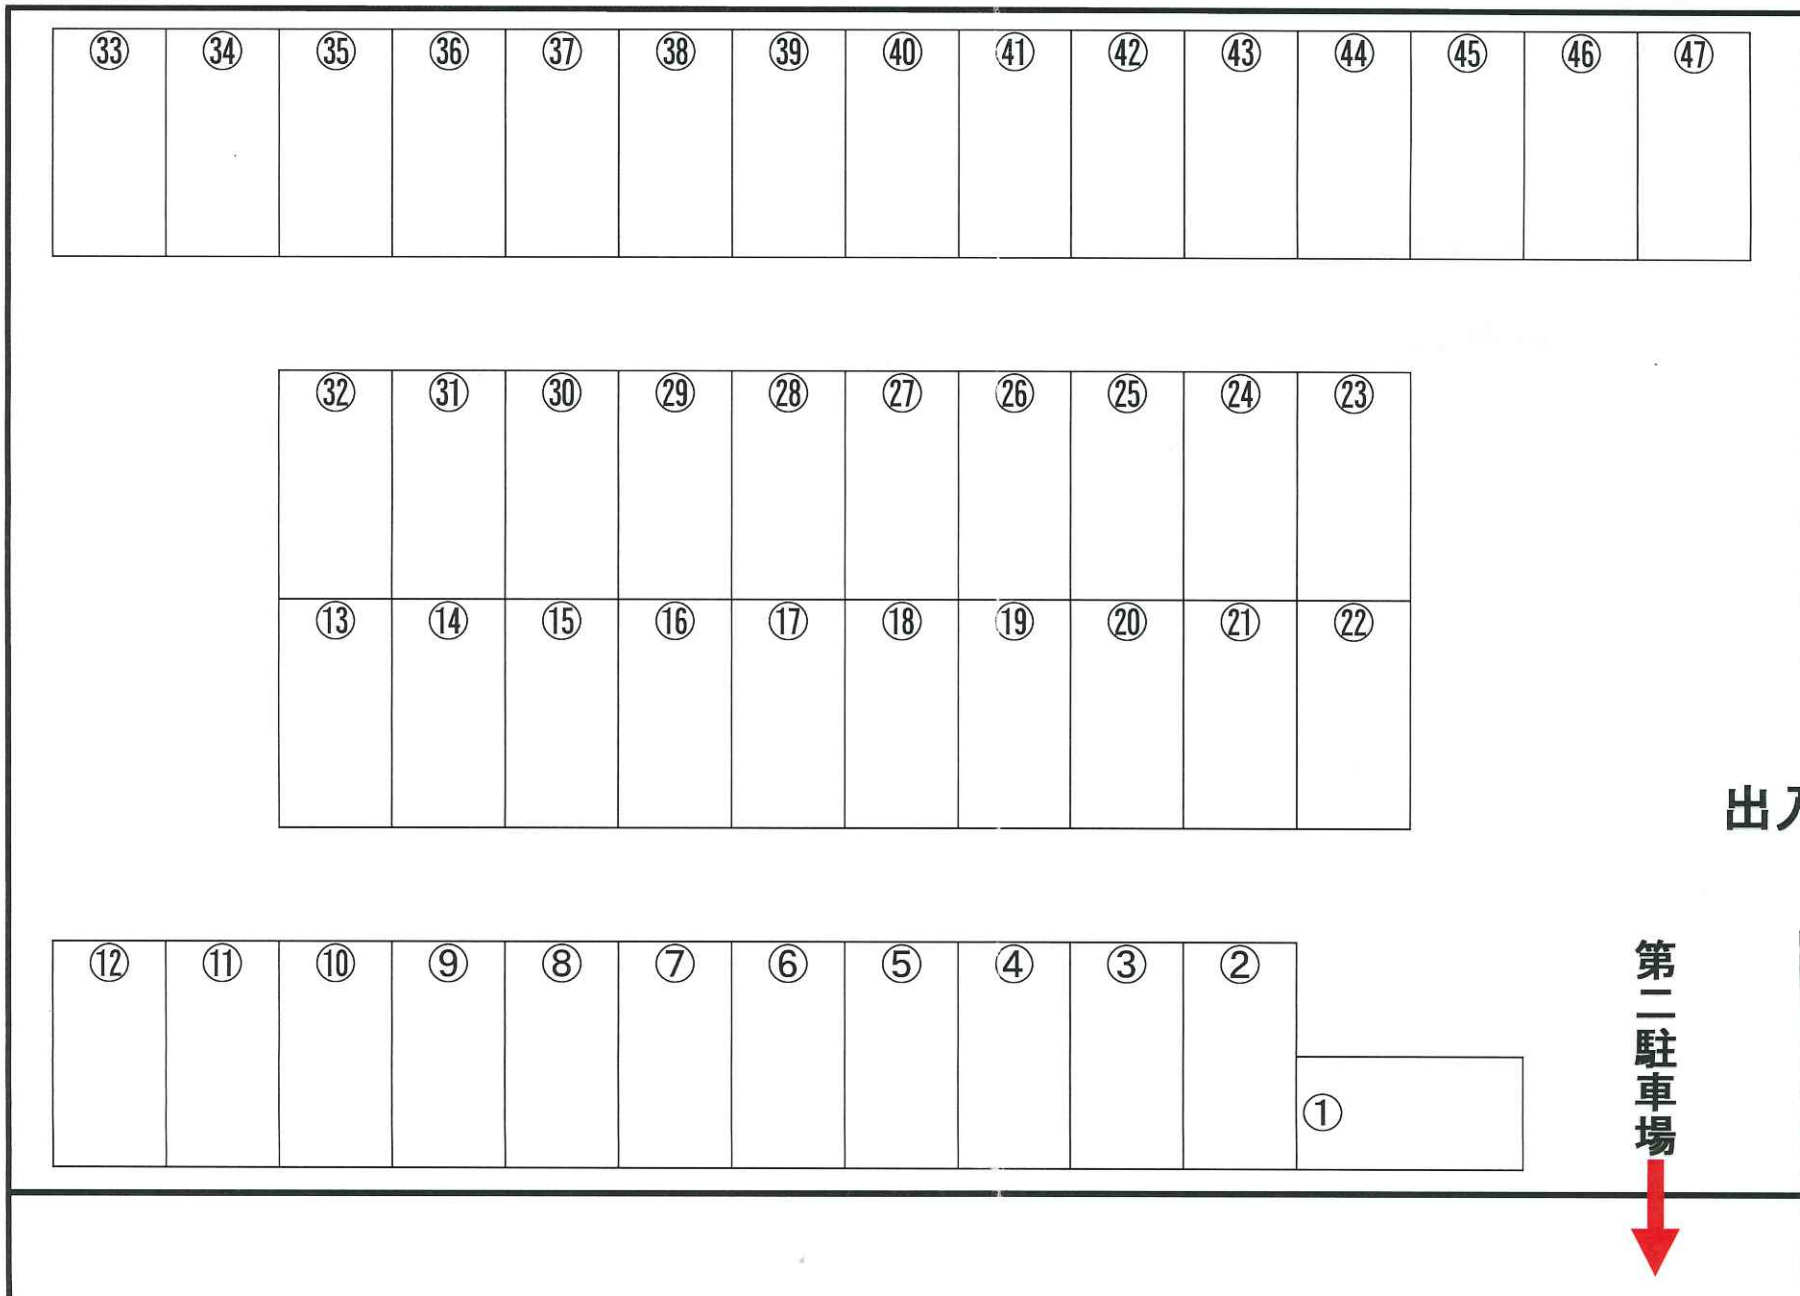 ㉝ ㉞ ㉟ ㊱ ㊲ ㊳ ㊴ ㊵ ㊶ ㊷ ㊸ ㊹ ㊺ ㊻ ㊼
㉜ ㉛ ㉚ ㉙ ㉘ ㉗ ㉖ ㉕ ㉔ ㉓
⑬ ⑭ ⑮ ⑯ ⑰ ⑱ ⑲ ⑳ ㉑ ㉒
出入
⑫ ⑪ ⑩ ⑨ ⑧ ⑦ ⑥ ⑤ ④ ③ ②
①
第二駐車場